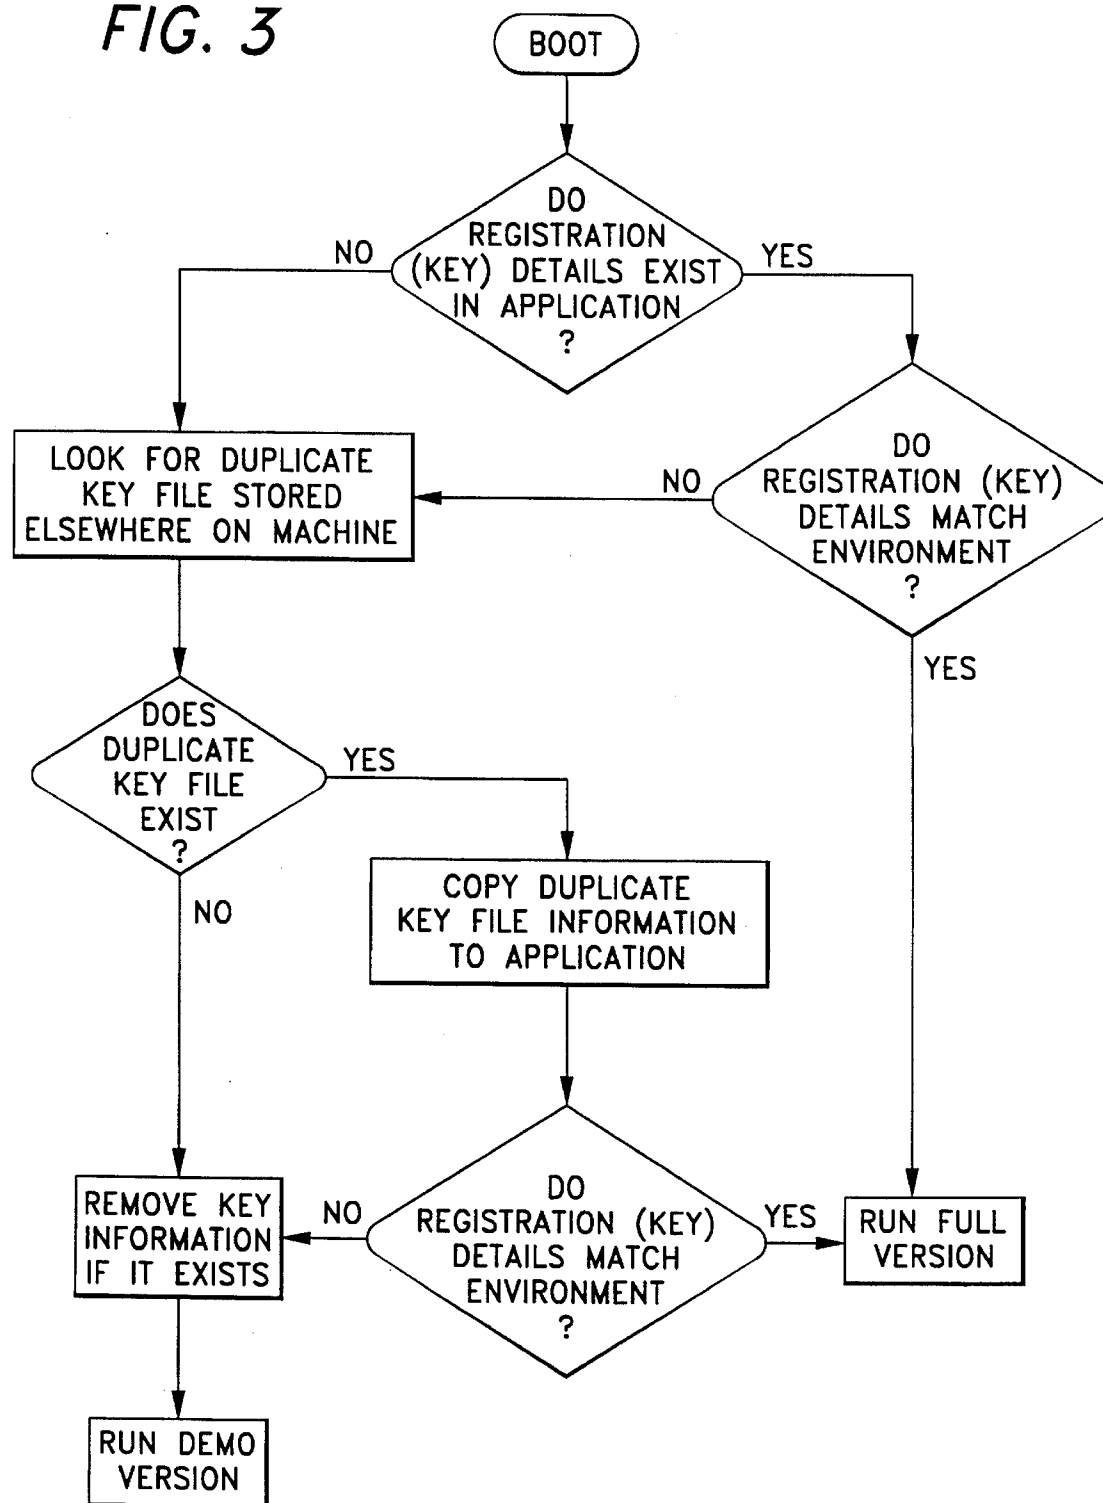 FIG. 3
BOOT
DO
REGISTRATION
(KEY) DETAILS EXIST
IN APPLICATION
?
NO
YES
LOOK FOR DUPLICATE
KEY FILE STORED
ELSEWHERE ON MACHINE
NO
DO
REGISTRATION (KEY)
DETAILS MATCH
ENVIRONMENT
?
YES
DOES
DUPLICATE
KEY FILE
EXIST
?
YES
NO
COPY DUPLICATE
KEY FILE INFORMATION
TO APPLICATION
REMOVE KEY
INFORMATION
IF IT EXISTS
NO
DO
REGISTRATION (KEY)
DETAILS MATCH
ENVIRONMENT
?
YES
RUN FULL
VERSION
RUN DEMO
VERSION